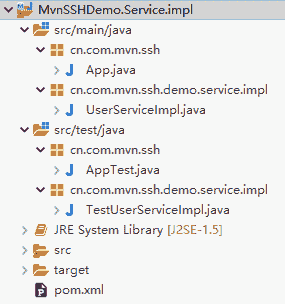 MvnSSHDemo.Service.impl
src/main/java
cn.com.mvn.ssh
App.java
cn.com.mvn.ssh.demo.service.impl
UserServiceImpl.java
src/test/java
cn.com.mvn.ssh
AppTest.java
cn.com.mvn.ssh.demo.service.impl
TestUserServiceImpl.java
JRE System Library [J2SE-1.5]
src
target
pom.xml